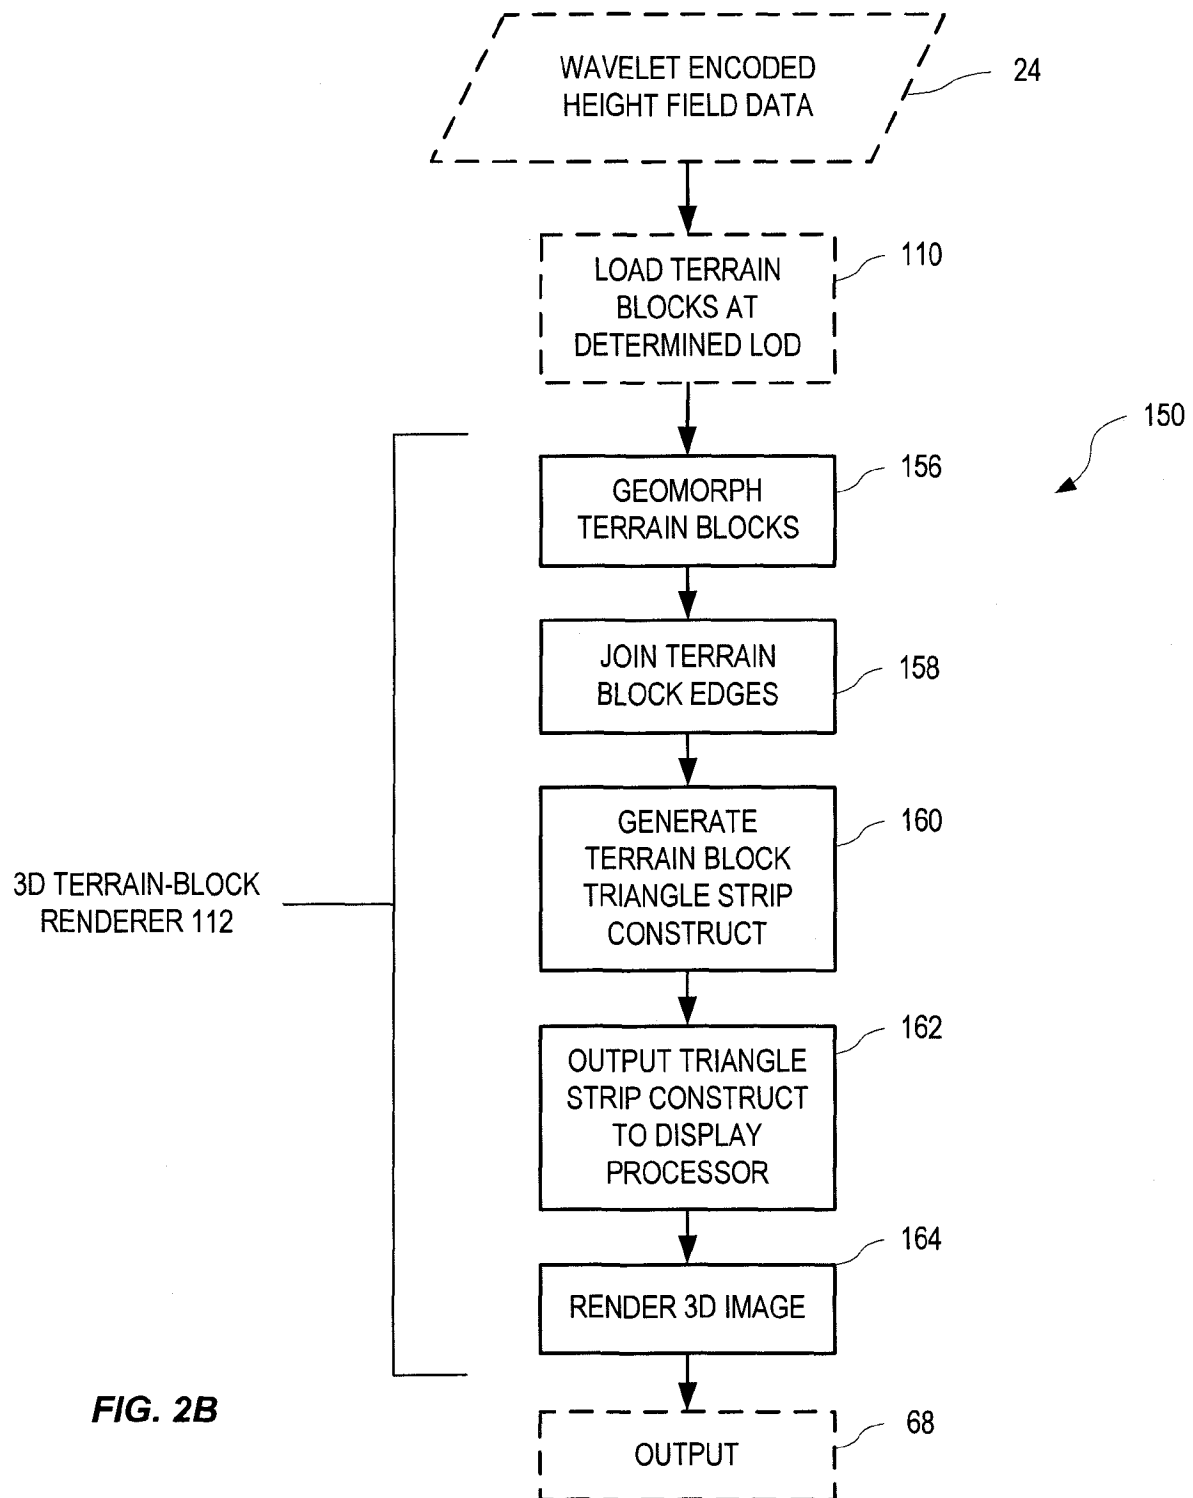 WAVELET ENCODED
HEIGHT FIELD DATA
24
LOAD TERRAIN
BLOCKS AT
DETERMINED LOD
110
150
GEOMORPH
TERRAIN BLOCKS
156
JOIN TERRAIN
BLOCK EDGES
158
GENERATE
TERRAIN BLOCK
TRIANGLE STRIP
CONSTRUCT
160
3D TERRAIN-BLOCK
RENDERER 112
OUTPUT TRIANGLE
STRIP CONSTRUCT
TO DISPLAY
PROCESSOR
162
RENDER 3D IMAGE
164
FIG. 2B
OUTPUT
68